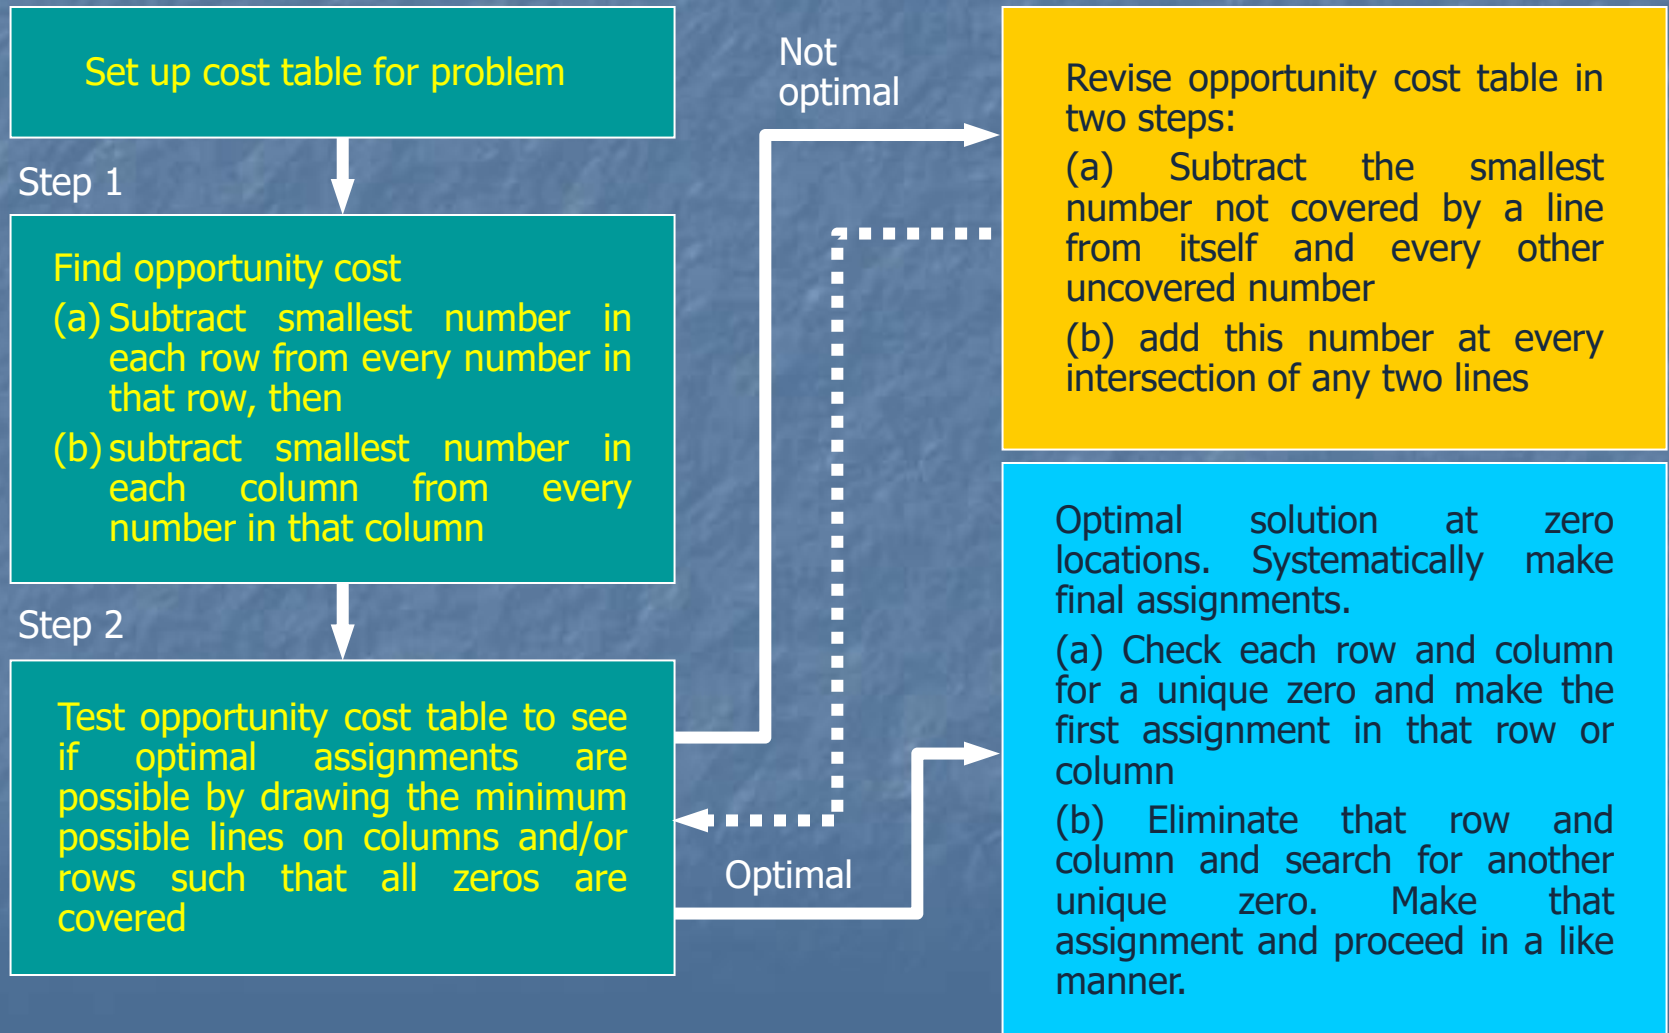 Set up cost table for problem
Step 1
Find opportunity cost
(a) Subtract smallest number in
each row from every number in
that row, then
(b) subtract smallest number in
each column from every
number in that column
Step 2
Test opportunity cost table to see
if optimal assignments are
possible by drawing the minimum
possible lines on columns and/or
rows such that all zeros are
covered
Not
optimal
Optimal
Revise opportunity cost table in
two steps:
(a) Subtract the smallest
number not covered by a line
from itself and every other
uncovered number
(b) add this number at every
intersection of any two lines
Optimal solution at zero
locations. Systematically make
final assignments.
(a) Check each row and column
for a unique zero and make the
first assignment in that row or
column
(b) Eliminate that row and
column and search for another
unique zero. Make that
assignment and proceed in a like
manner.